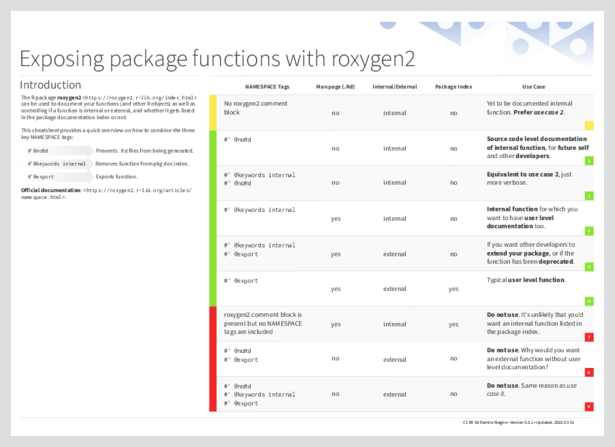 Exposing package functions with roxygen2
Introduction
The R package roxygen2 <https://roxygen2.r-lib.org/index.html>
can be used to document your functions (and other R objects) as well as
controlling if a function is internal or external, and whether it gets listed
in the package documentation index or not.
This cheatsheet provides a quick overview on how to combine the three
key NAMESPACE tags:
#' @noRd Prevents .Rd files from being generated.
#' @keywords internal Removes function from pkg doc index.
#' @export Exports function.
Official documentation: <https://roxygen2.r-lib.org/articles/
namespace.html>.
NAMESPACE Tags Man page (.Rd) Internal/External Package Index Use Case
No roxygen2 comment
block
no internal no
Yet to be documented internal
function. Prefer use case 2.
1
#' @noRd
no internal no
Source code level documentation
of internal function, for future self
and other developers.
2
#' @keywords internal
#' @noRd
no internal no
Equivalent to use case 2, just
more verbose.
3
#' @keywords internal
yes internal no
Internal function for which you
want to have user level
documentation too.
4
#' @keywords internal
#' @export
yes external no
If you want other developers to
extend your package, or if the
function has been deprecated.
5
#' @export
yes external yes
Typical user level function.
6
roxygen2 comment block is
present but no NAMESPACE
tags are included
yes internal yes
Do not use. It's unlikely that you'd
want an internal function listed in
the package index.
7
#' @noRd
#' @export
no external no
Do not use. Why would you want
an external function without user
level documentation?
8
#' @noRd
#' @keywords internal
#' @export
no external no
Do not use. Same reason as use
case 8.
9
CC BY SA Ramiro Magno • Version 0.0.1 • Updated: 2022-03-31